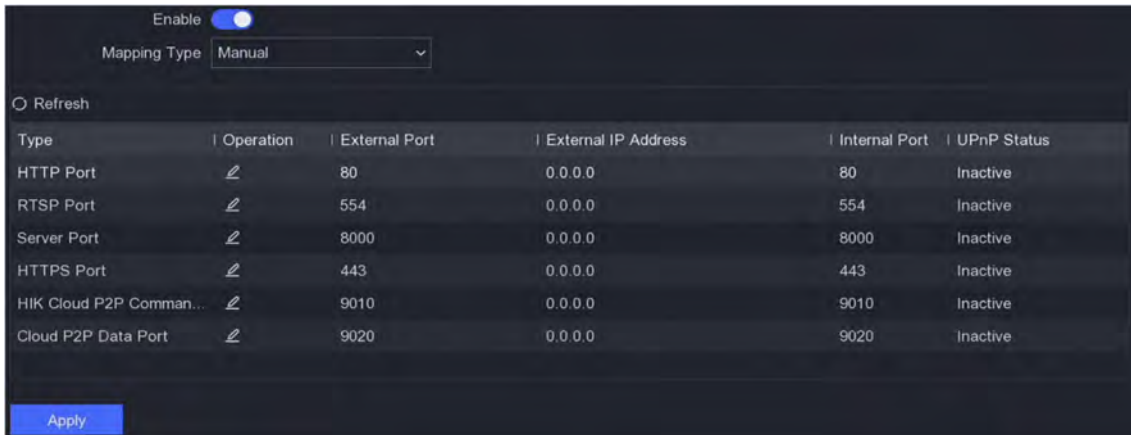 Enable
Mapping Type Manual
Refresh
Type Operation External Port External IP Address Internal Port UPnP Status
HTTP Port 80 0.0.0.0 80 Inactive
RTSP Port 554 0.0.0.0 554 Inactive
Server Port 8000 0.0.0.0 8000 Inactive
HTTPS Port 443 0.0.0.0 443 Inactive
HIK Cloud P2P Comman... 9010 0.0.0.0 9010 Inactive
Cloud P2P Data Port 9020 0.0.0.0 9020 Inactive
Apply